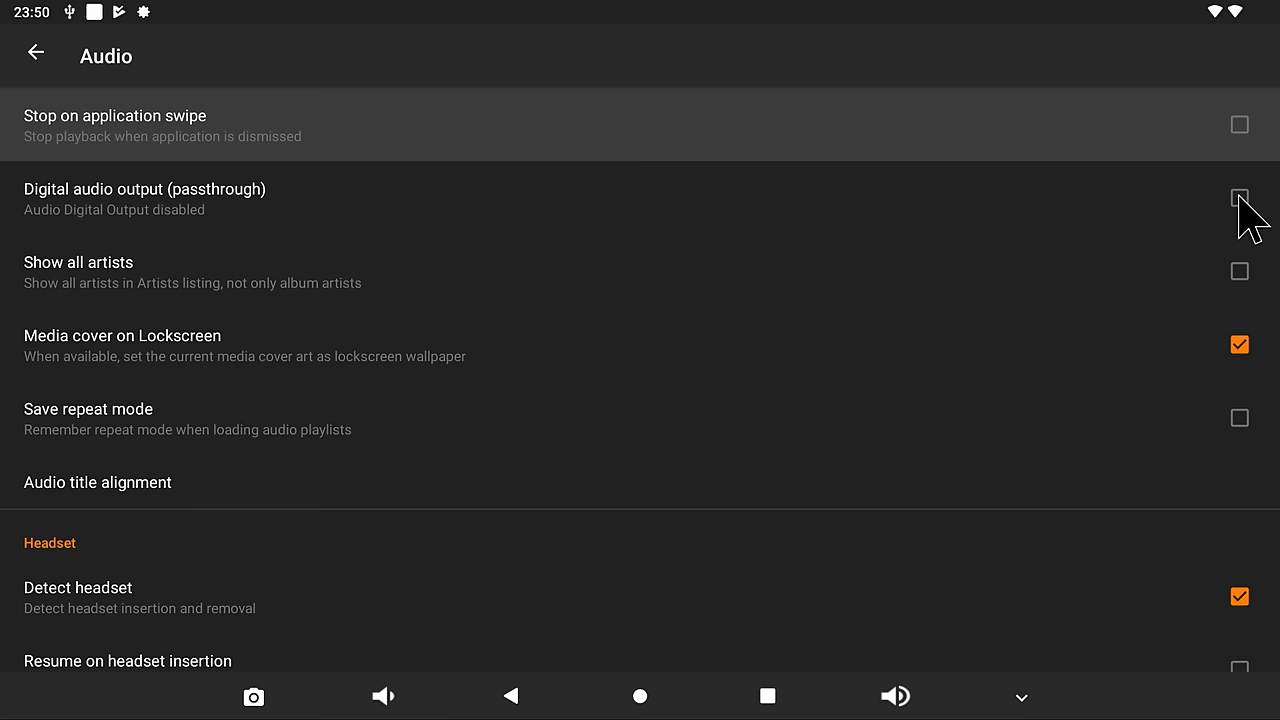 23:50
Audio
Stop on application swipe
Stop playback when application is dismissed
Digital audio output (passthrough)
Audio Digital Output disabled
Show all artists
Show all artists in Artists listing, not only album artists
Media cover on Lockscreen
When available, set the current media cover art as lockscreen wallpaper
Save repeat mode
Remember repeat mode when loading audio playlists
Audio title alignment
Headset
Detect headset
Detect headset insertion and removal
Resume on headset insertion